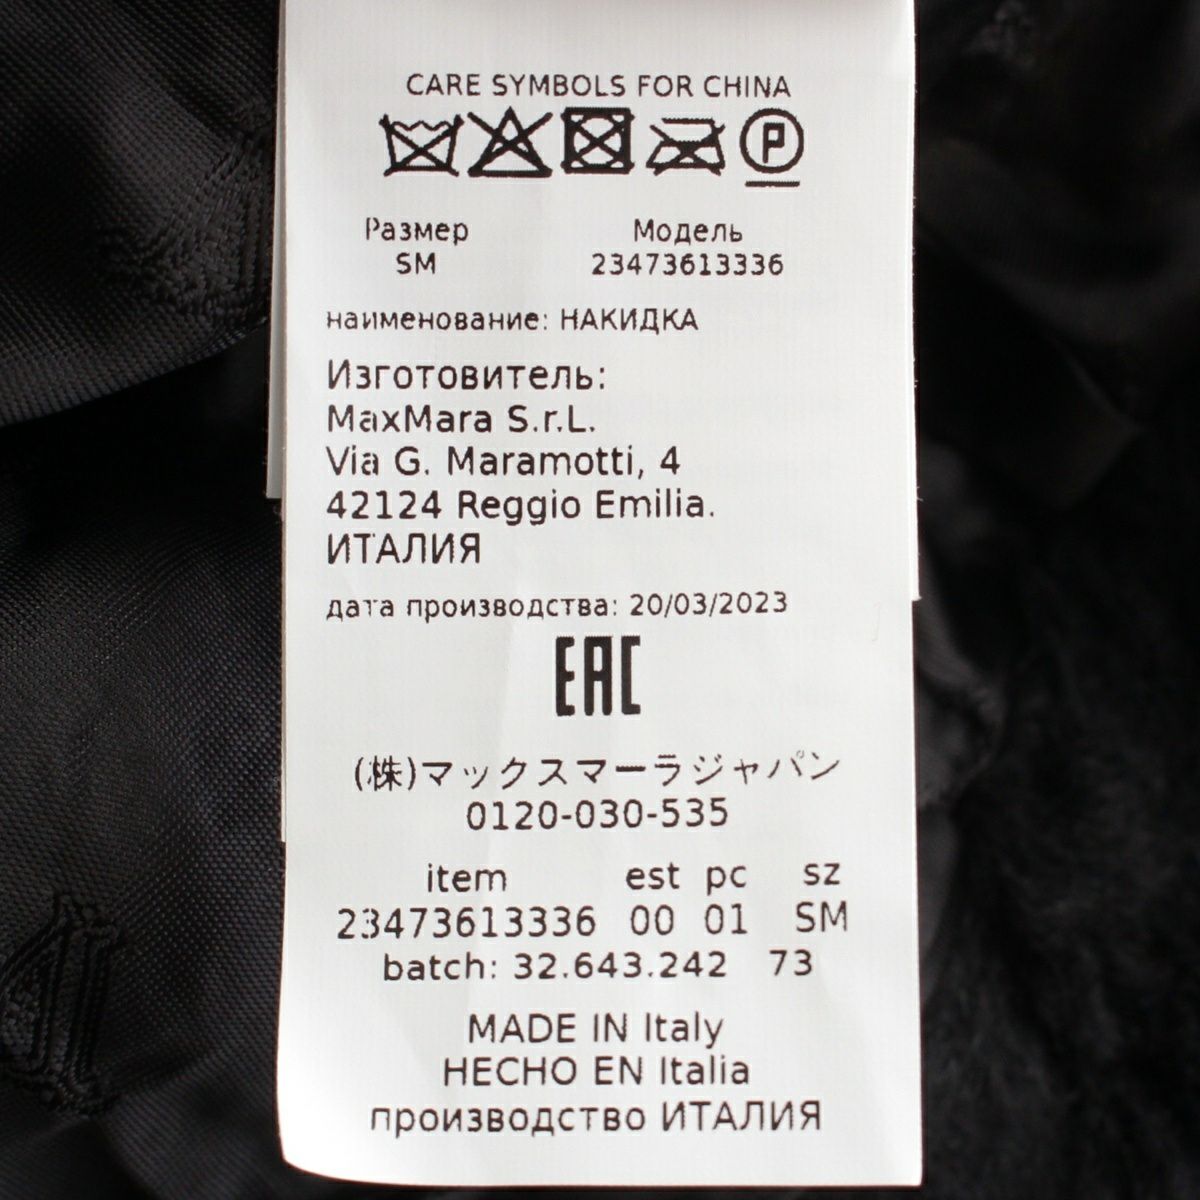 CARE SYMBOLS FOR CHINA
P
Размер Модель
SM 23473613336
наименование: НАКИДКА
Изготовитель:
MaxMara S.r.L.
Via G. Maramotti, 4
42124 Reggio Emilia.
ИТАЛИЯ
дата производства: 20/03/2023
EAC
(株)マックスマーラジャパン
0120-030-535
item est pc sz
23473613336 00 01 SM
batch: 32.643.242 73
MADE IN Italy
HECHO EN Italia
производство ИТАЛИЯ